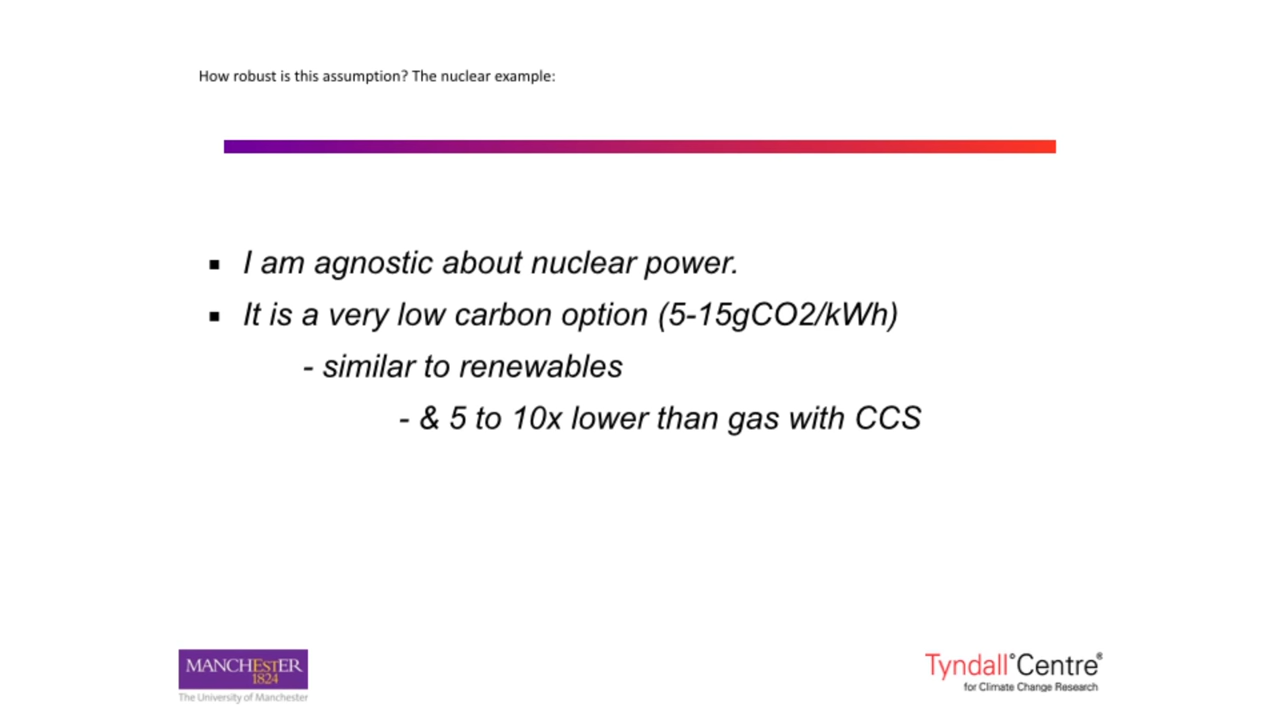 How robust is this assumption? The nuclear example:
▪ I am agnostic about nuclear power.
▪ It is a very low carbon option (5-15gCO2/kWh)
- similar to renewables
- & 5 to 10x lower than gas with CCS
MANCHESTER
1824
The University of Manchester
Tyndall°Centre®
for Climate Change Research